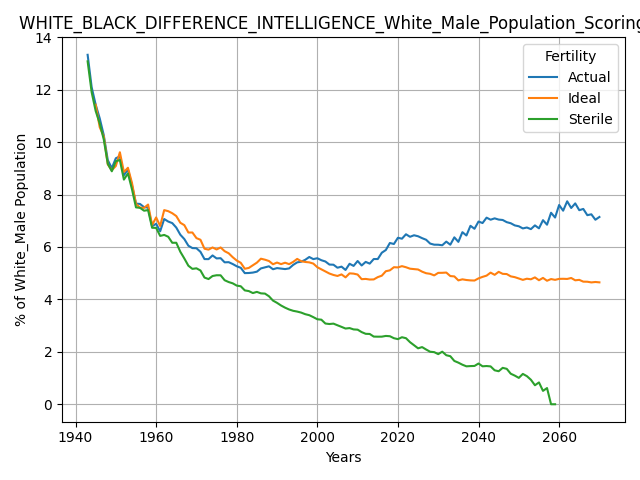 WHITE_BLACK_DIFFERENCE_INTELLIGENCE_White_Male_Population_Scoring
Fertility
Actual
Ideal
Sterile
% of White_Male Population
14
12
10
8
6
4
2
0
1940 1960 1980 2000 2020 2040 2060
Years